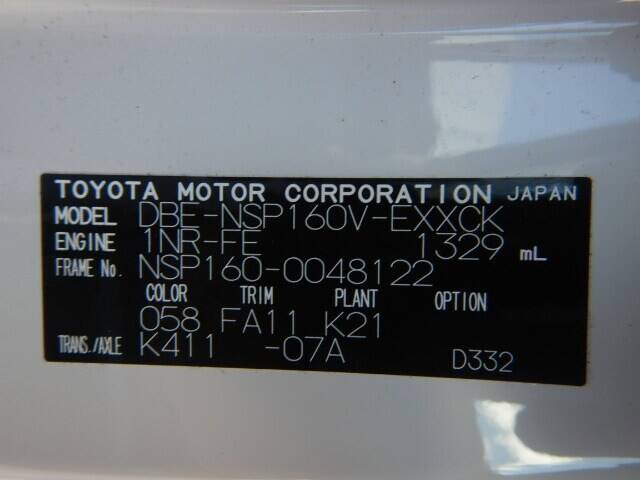 TOYOTA MOTOR CORPORATION JAPAN
MODEL DBE-NSP160V-EXXCK
ENGINE 1NR-FE 1329 mL
FRAME No. NSP160-0048122
COLOR TRIM PLANT OPTION
058 FA11 K21
TRANS./AXLE K411 -07A D332